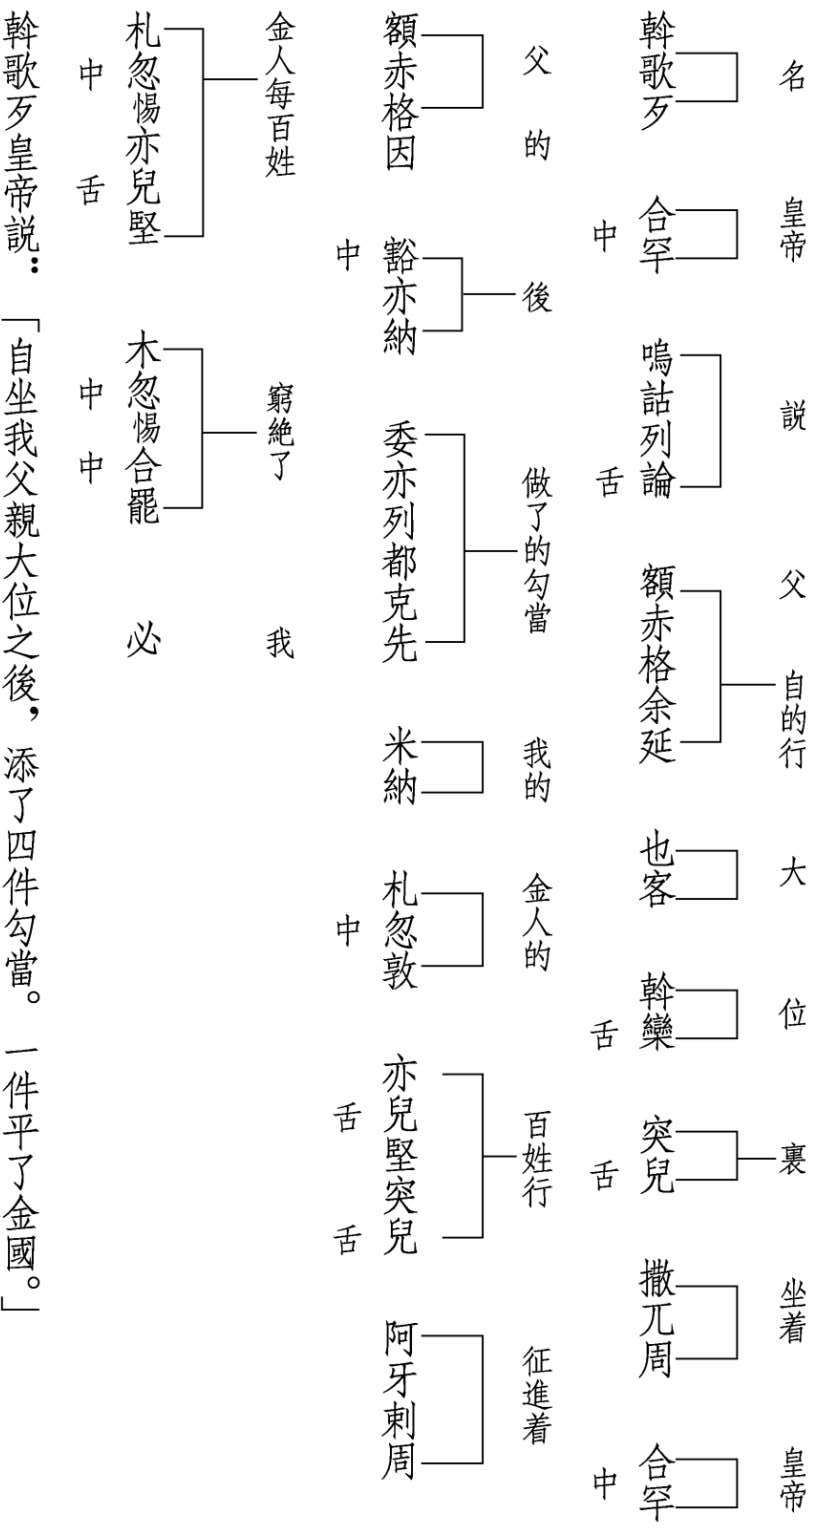 名 皇帝 説 父 自的行 大 位 裏 坐着 皇帝
斡歌歹 合罕 嗚詁列論 額赤格余延 也客 斡欒 突兒 撒兀周 合罕
中 舌 舌 舌 中
父 的 後 做了的勾當 我的 金人的 百姓行 征進着
額赤格因 豁亦納 委亦列都克先 米納 札忽敦 亦兒堅突兒 阿牙剌周
中 中 舌 舌
金人每百姓 窮絶了 我
札忽惕亦兒堅 木忽惕合罷 必
中 舌 中 中
斡歌歹皇帝説：「自坐我父親大位之後，添了四件勾當。一件平了金國。」